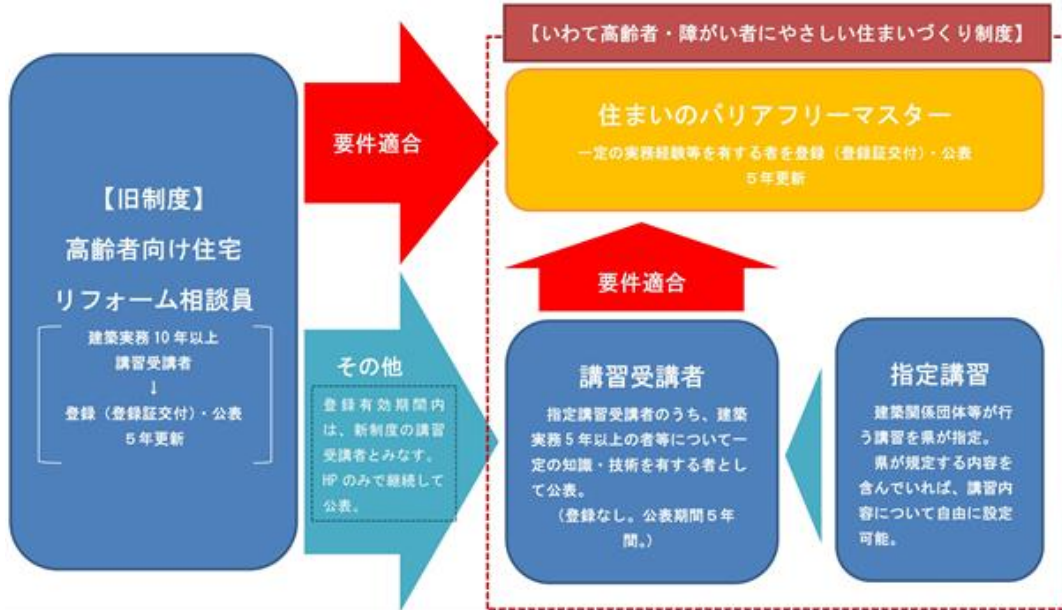 【旧制度】
高齢者向け住宅
リフォーム相談員
建築実務10年以上
講習受講者
↓
登録（登録証交付）・公表
５年更新
要件適合
その他
登録有効期間内
は、新制度の講習
受講者とみなす。
HPのみで継続して
公表。
【いわて高齢者・障がい者にやさしい住まいづくり制度】
住まいのバリアフリーマスター
一定の実務経験等を有する者を登録（登録証交付）・公表
５年更新
要件適合
講習受講者
指定講習受講者のうち、建築
実務５年以上の者等について一
定の知識・技術を有する者とし
て公表。
（登録なし。公表期間５年
間。）
指定講習
建築関係団体等が行
う講習を県が指定。
県が規定する内容を
含んでいれば、講習内
容について自由に設定
可能。